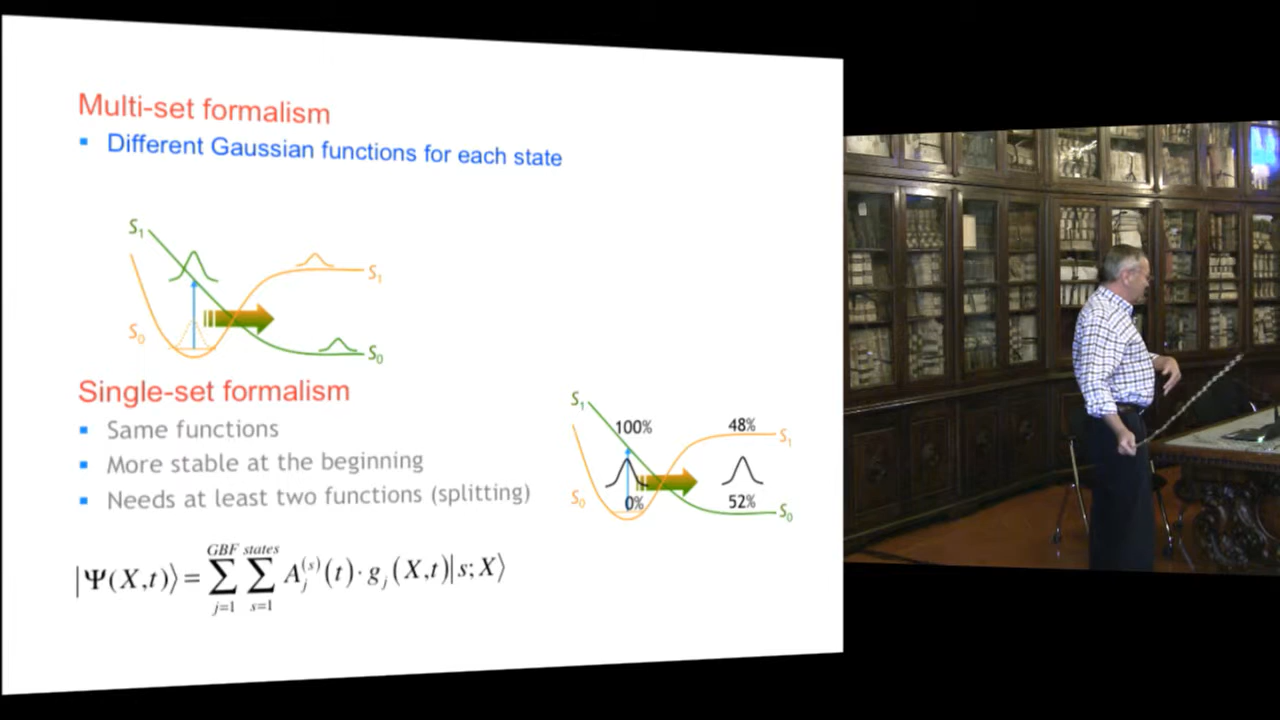 Multi-set formalism
Different Gaussian functions for each state
S₁
S₁
S₀
S₀
Single-set formalism
Same functions
More stable at the beginning
Needs at least two functions (splitting)
S₁
100%
48%
S₁
S₀
0%
52%
S₀
|Ψ(X,t)⟩ = ∑_{j=1}^{GBF} ∑_{s=1}^{states} A_j^{(s)}(t) · g_j(X,t)|s;X⟩